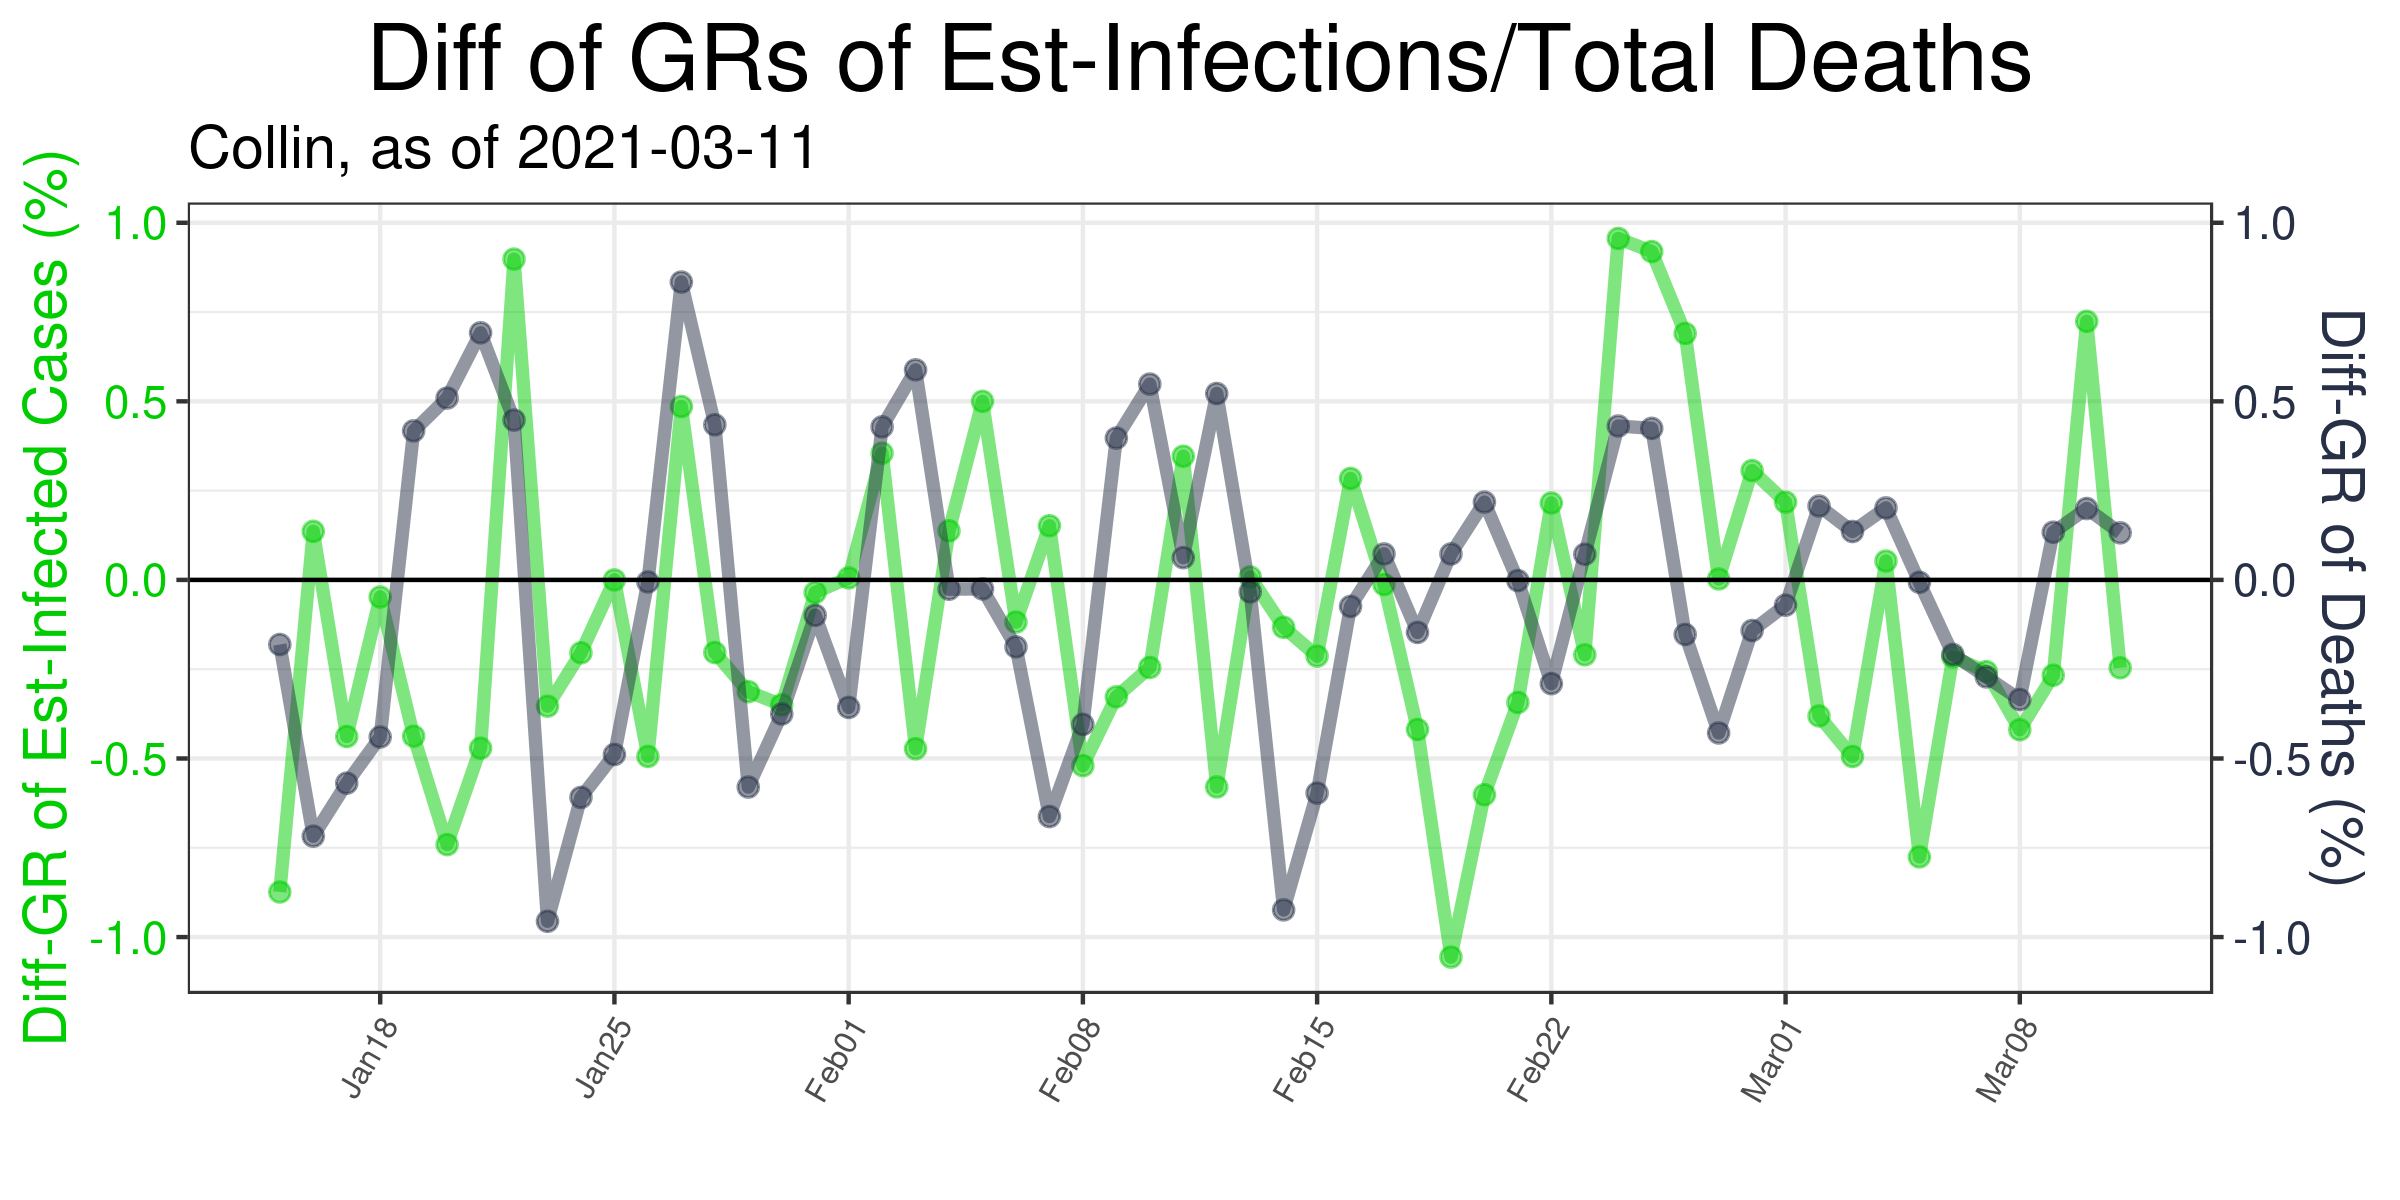 Diff of GRs of Est-Infections/Total Deaths
Collin, as of 2021-03-11
Diff-GR of Est-Infected Cases (%)
1.0
0.5
0.0
-0.5
-1.0
1.0
0.5
0.0
-0.5
-1.0
Diff-GR of Deaths (%)
Jan18
Jan25
Feb01
Feb08
Feb15
Feb22
Mar01
Mar08